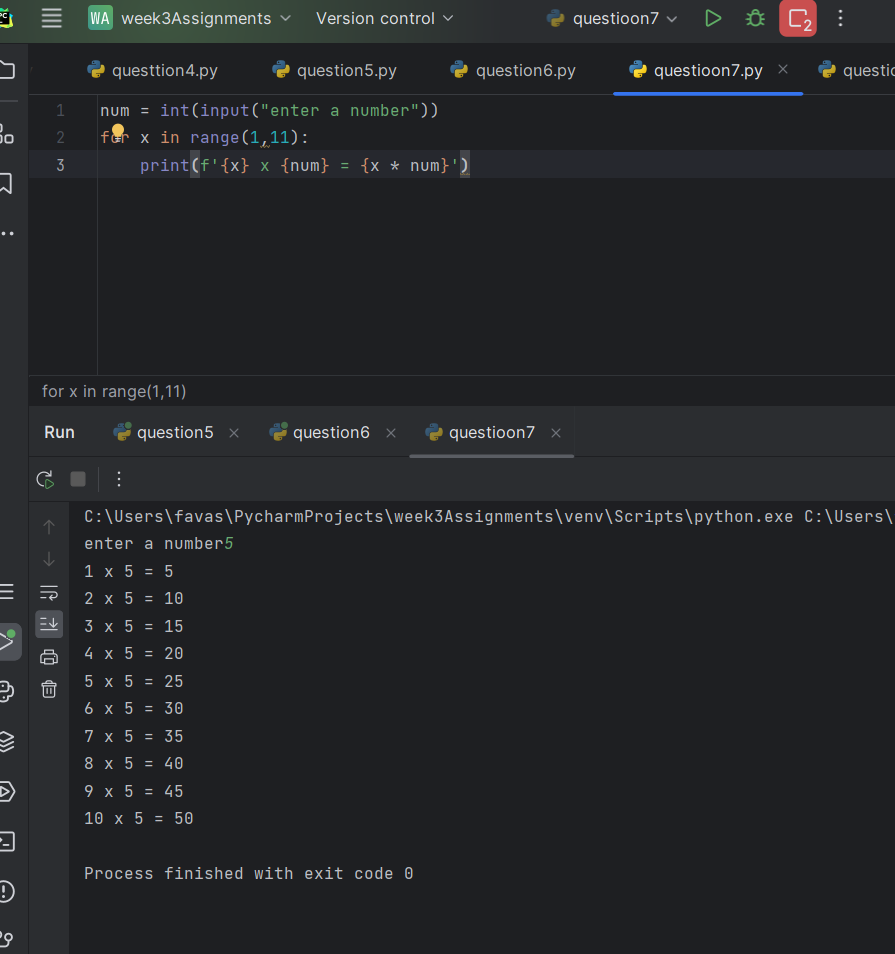 WA week3Assignments Version control questioon7 2
questtion4.py question5.py question6.py questioon7.py
1 num = int(input("enter a number"))
2 for x in range(1,11):
3 print(f'{x} x {num} = {x * num}')
for x in range(1,11)
Run question5 question6 questioon7
C:\Users\favas\PycharmProjects\week3Assignments\venv\Scripts\python.exe C:\Users\
enter a number5
1 x 5 = 5
2 x 5 = 10
3 x 5 = 15
4 x 5 = 20
5 x 5 = 25
6 x 5 = 30
7 x 5 = 35
8 x 5 = 40
9 x 5 = 45
10 x 5 = 50
Process finished with exit code 0